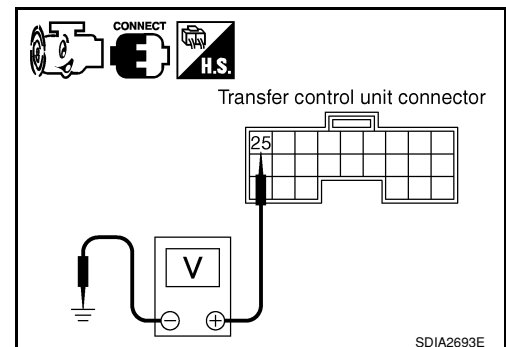 CONNECT
H.S.
Transfer control unit connector
25
V
− +
SDIA2693E